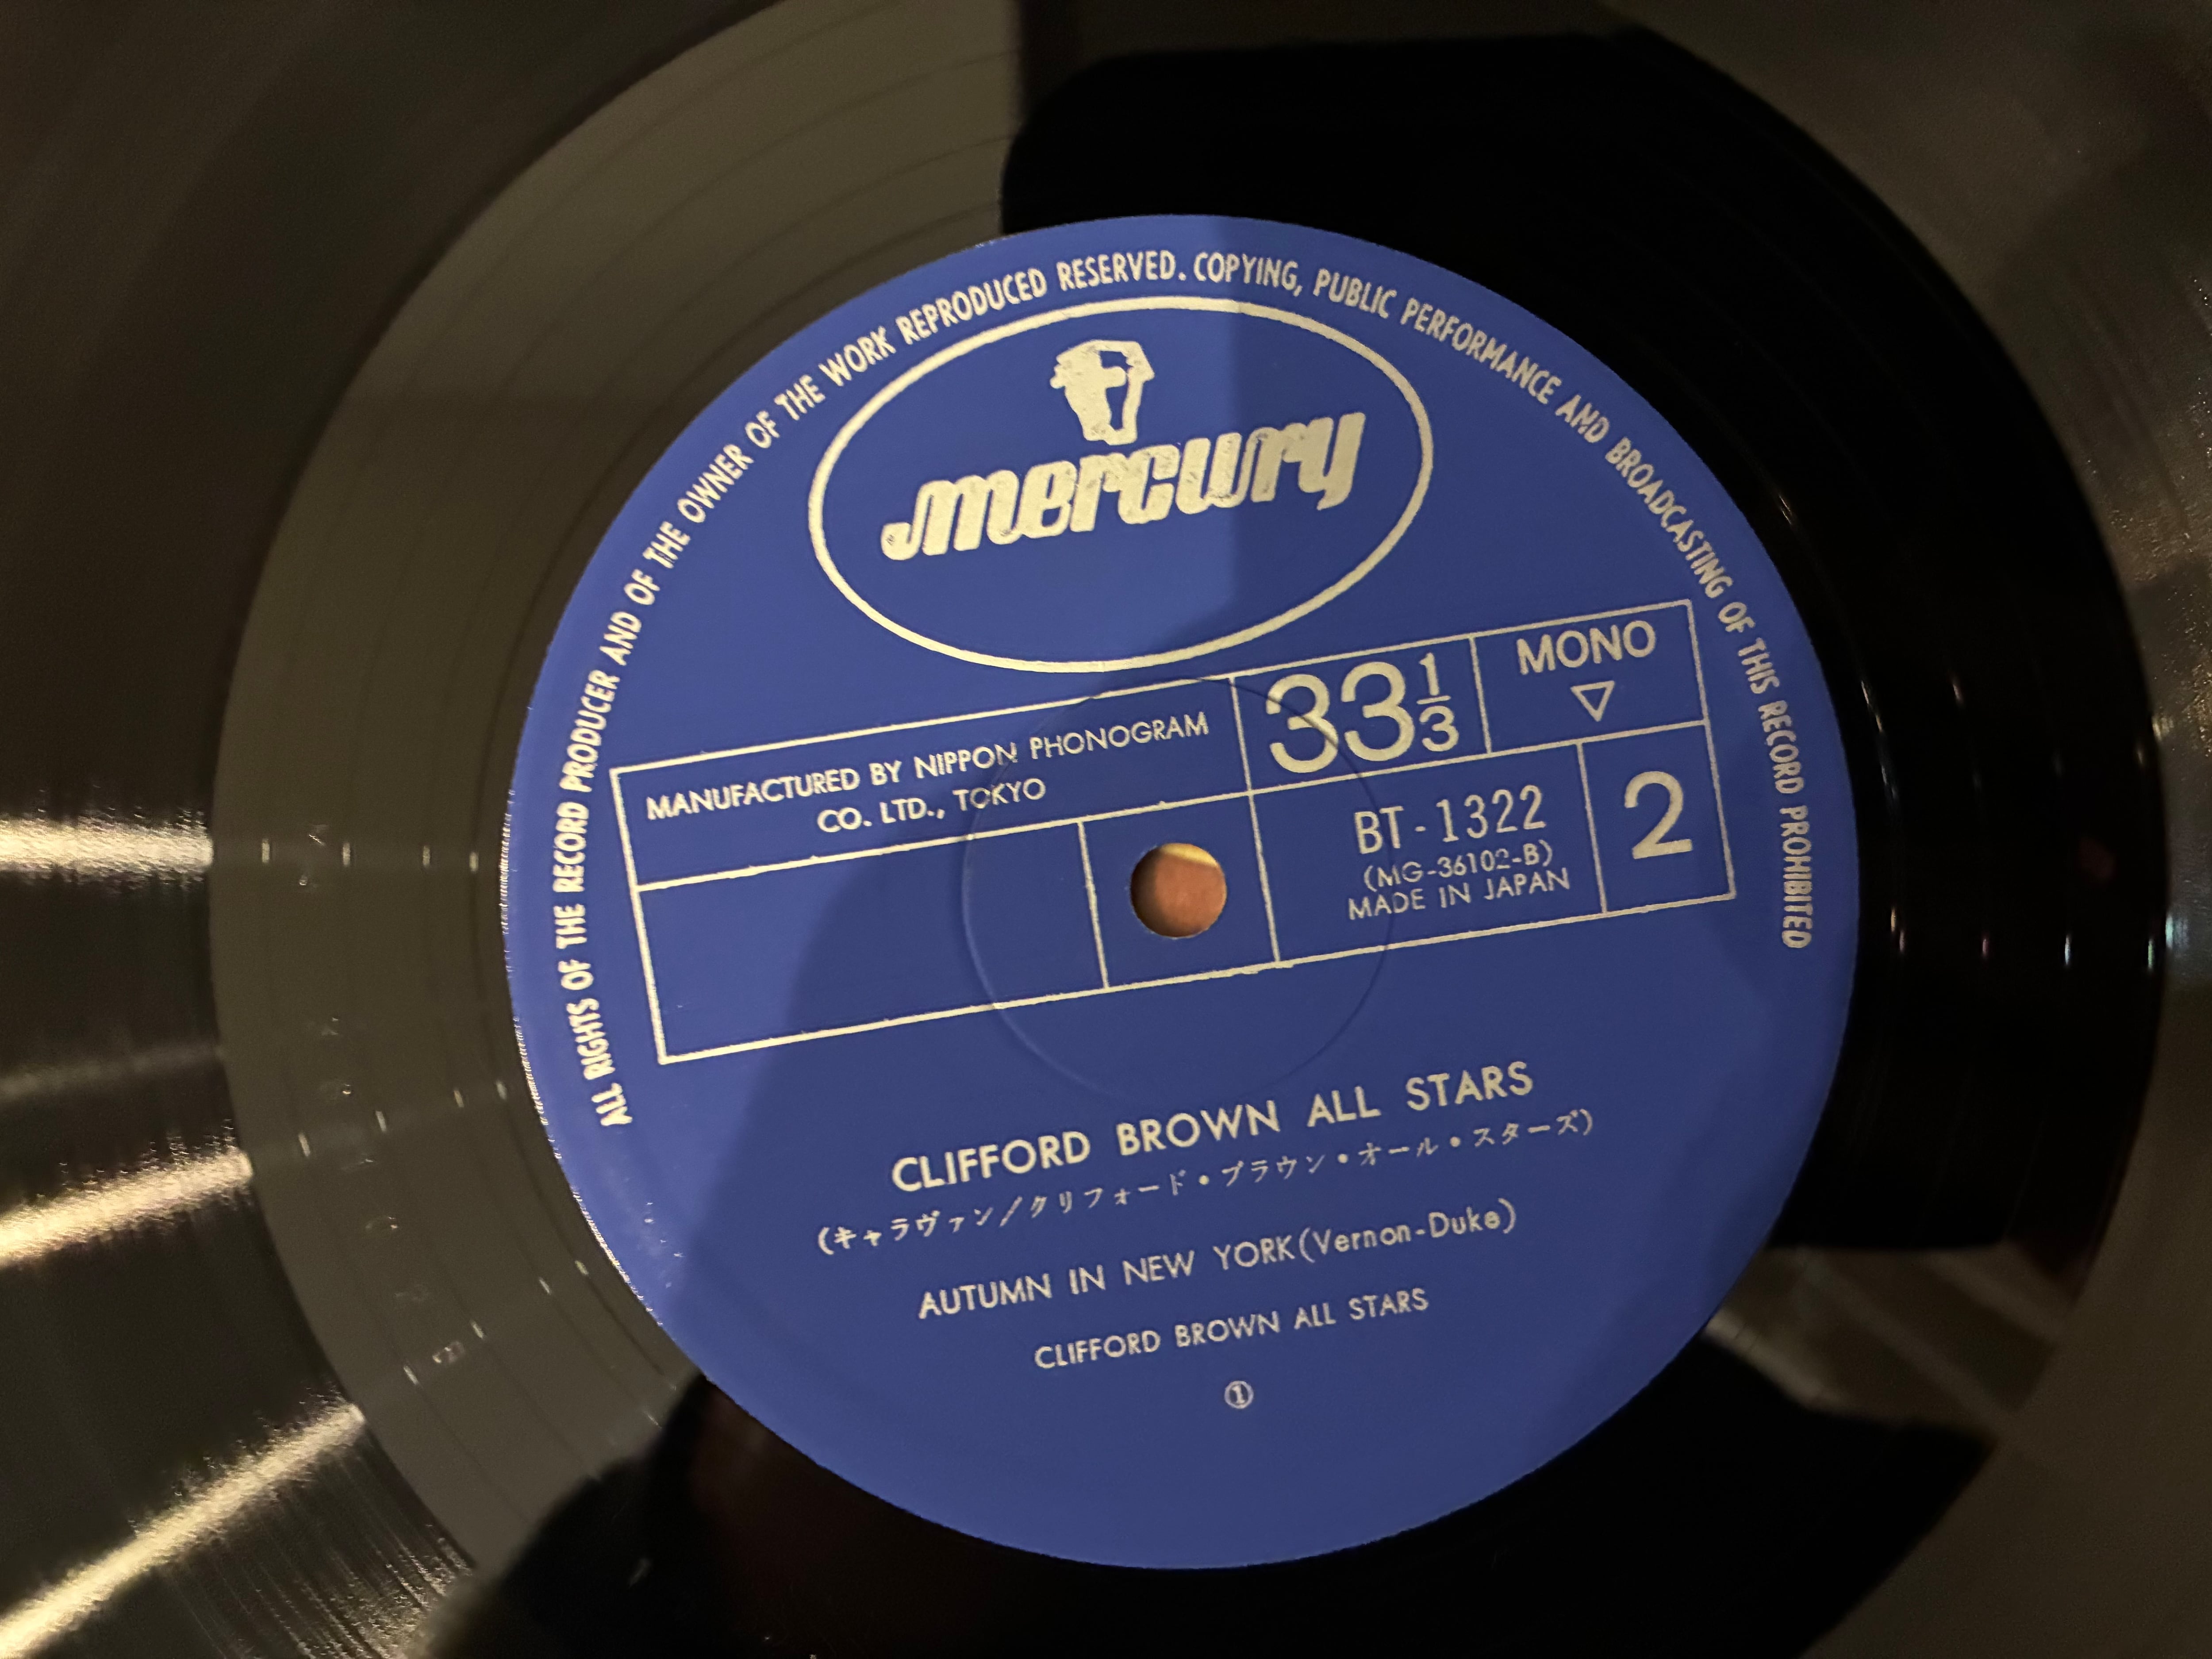 ALL RIGHTS OF THE RECORD PRODUCER AND OF THE OWNER OF THE WORK REPRODUCED RESERVED. COPYING, PUBLIC PERFORMANCE AND BROADCASTING OF THIS RECORD PROHIBITED
mercury
MANUFACTURED BY NIPPON PHONOGRAM
CO. LTD., TOKYO
33 1/3
MONO
▽
BT-1322
(MG-36102-B)
MADE IN JAPAN
2
CLIFFORD BROWN ALL STARS
(キャラヴァン/クリフォード・ブラウン・オール・スターズ)
AUTUMN IN NEW YORK(Vernon-Duke)
CLIFFORD BROWN ALL STARS
①